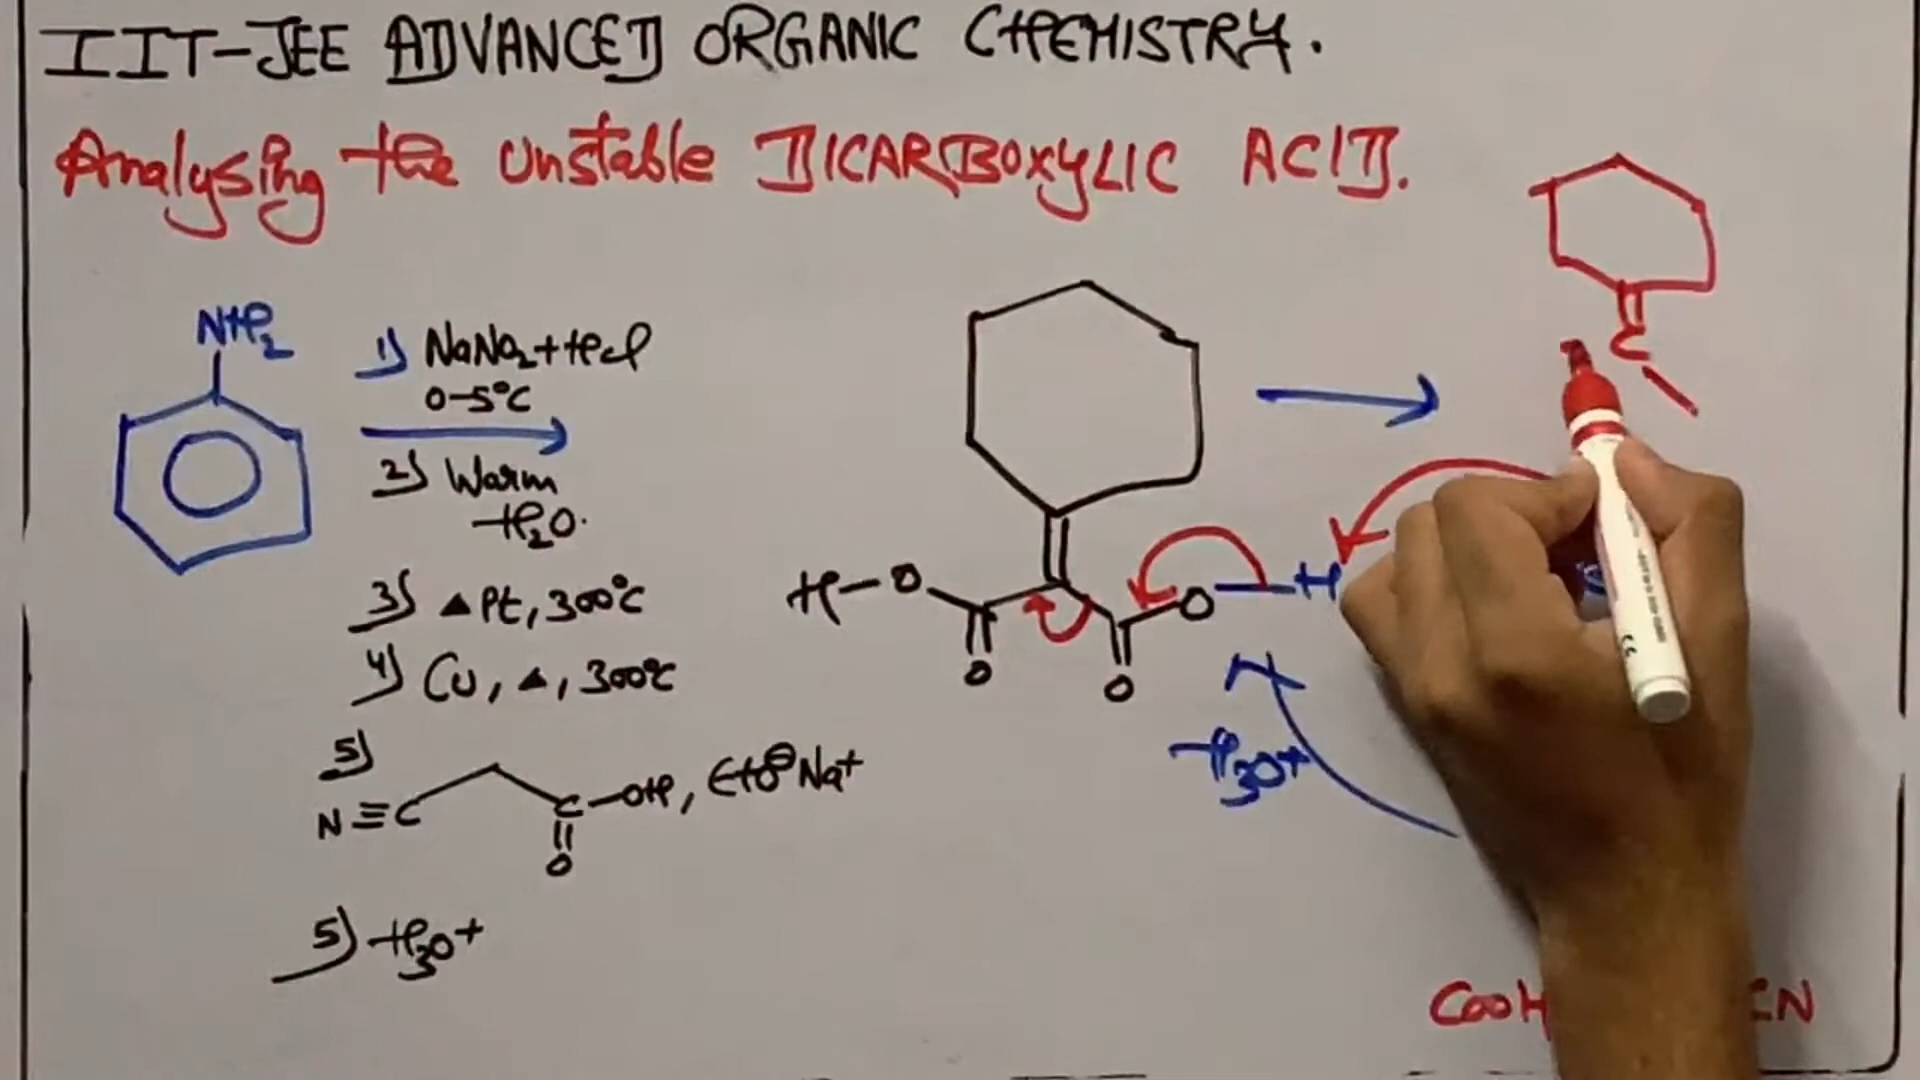 IIT-JEE ADVANCED ORGANIC CHEMISTRY.
Analysing the Unstable DICARBOXYLIC ACID.
NH2
1) NaNO2+HCl
0-5°C
2) Warm
H2O.
3) ▲ Pt, 300°C
4) Cu, ▲, 300°C
5)
N≡C C-OH, EtO⊖Na+
O
5) H3O+
H-O O-H
O O
H3O+
C
COOH CN